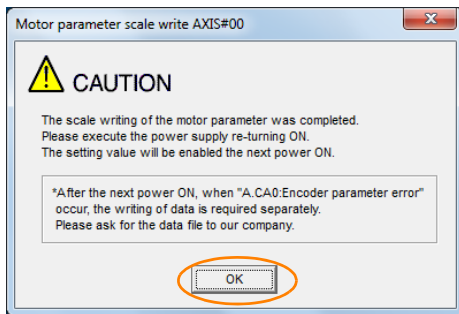 Motor parameter scale write AXIS#00
CAUTION
The scale writing of the motor parameter was completed.
Please execute the power supply re-turning ON.
The setting value will be enabled the next power ON.
*After the next power ON, when "A.CA0:Encoder parameter error"
occur, the writing of data is required separately.
Please ask for the data file to our company.
OK